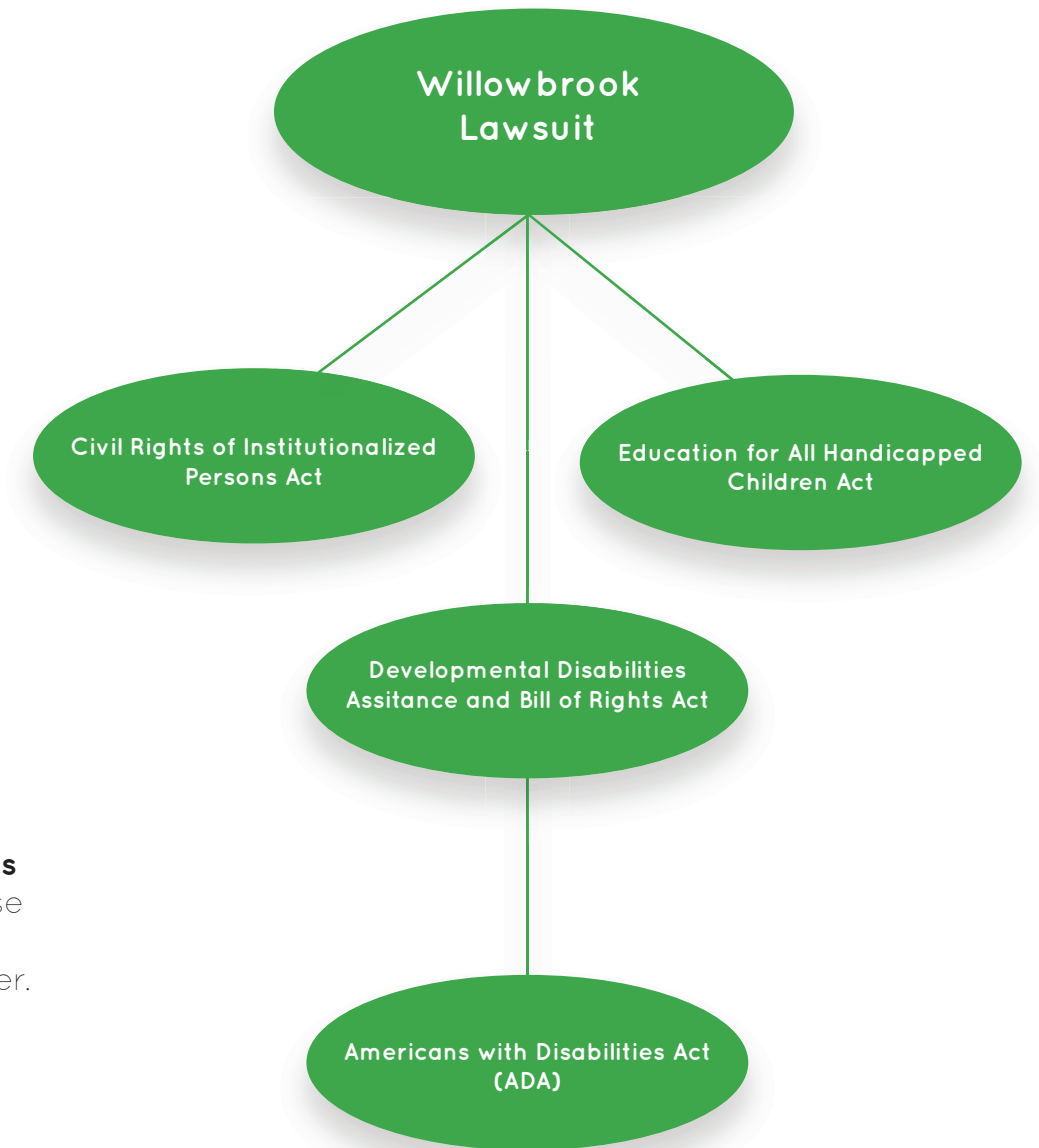 Willowbrook
Lawsuit
Civil Rights of Institutionalized
Persons Act
Education for All Handicapped
Children Act
Developmental Disabilities
Assitance and Bill of Rights Act
er.
Americans with Disabilities Act
(ADA)